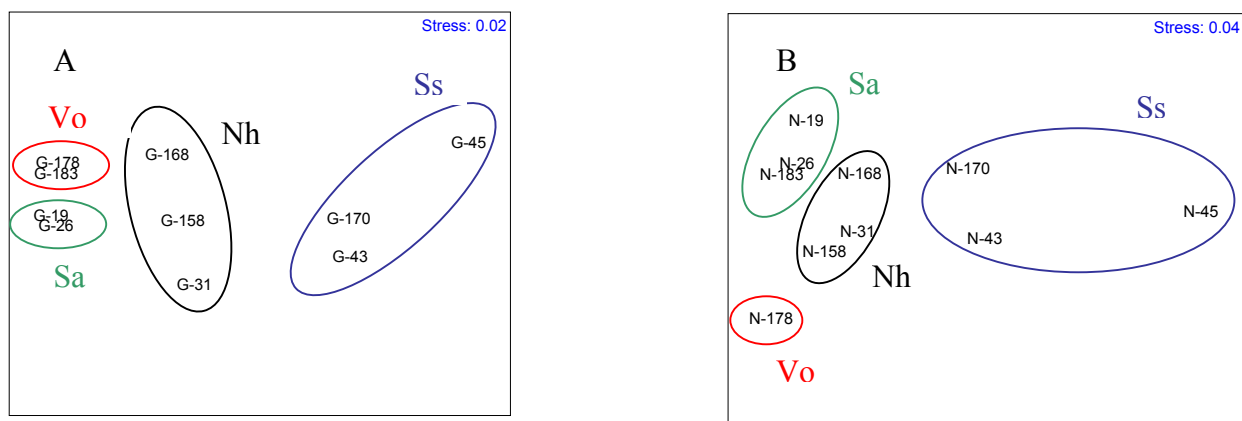 Stress: 0.02
A
Ss
Vo
Nh
G-45
G-168
G-178
G-183
G-170
G-19
G-158
G-26
G-43
Sa
G-31
Stress: 0.04
B
Sa
Ss
N-19
N-26
N-183
N-168
N-170
N-45
N-31
N-43
N-158
Nh
N-178
Vo